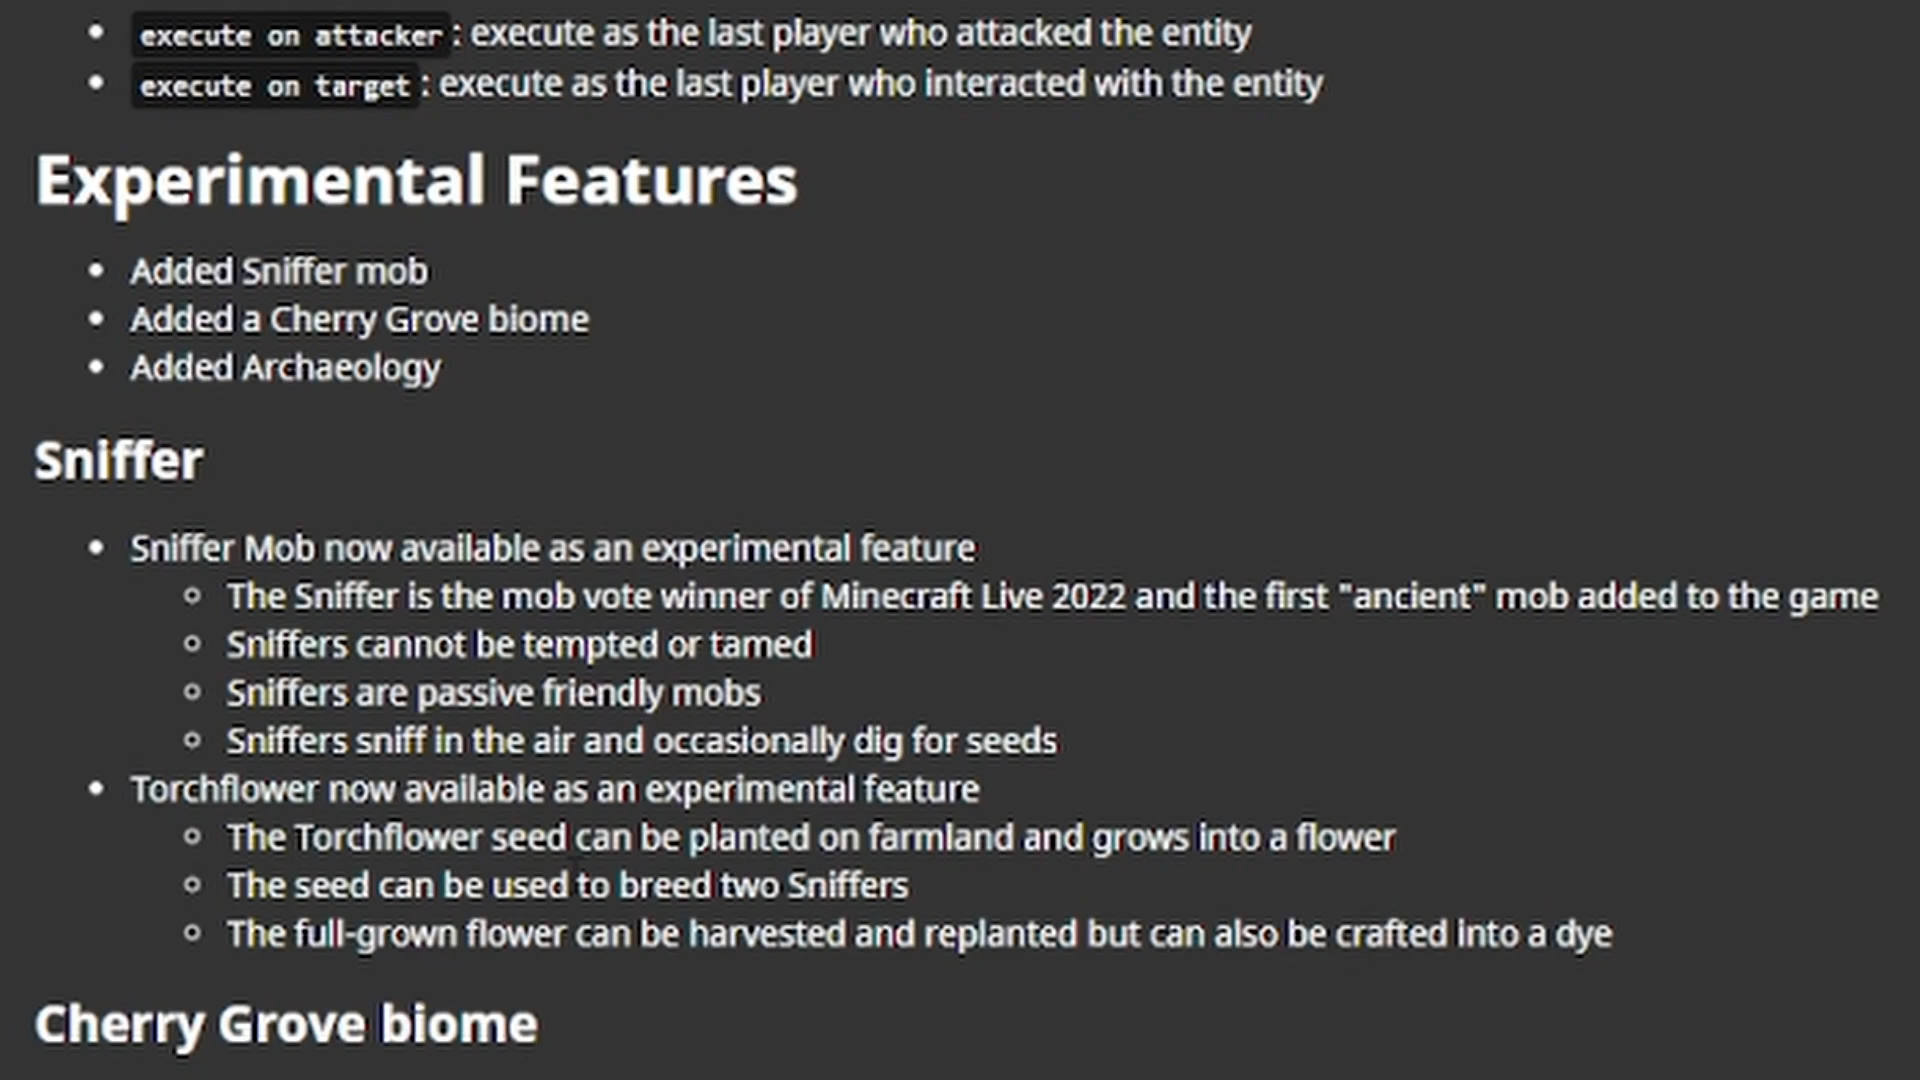 execute on attacker: execute as the last player who attacked the entity
execute on target: execute as the last player who interacted with the entity
Experimental Features
Added Sniffer mob
Added a Cherry Grove biome
Added Archaeology
Sniffer
Sniffer Mob now available as an experimental feature
The Sniffer is the mob vote winner of Minecraft Live 2022 and the first "ancient" mob added to the game
Sniffers cannot be tempted or tamed
Sniffers are passive friendly mobs
Sniffers sniff in the air and occasionally dig for seeds
Torchflower now available as an experimental feature
The Torchflower seed can be planted on farmland and grows into a flower
The seed can be used to breed two Sniffers
The full-grown flower can be harvested and replanted but can also be crafted into a dye
Cherry Grove biome